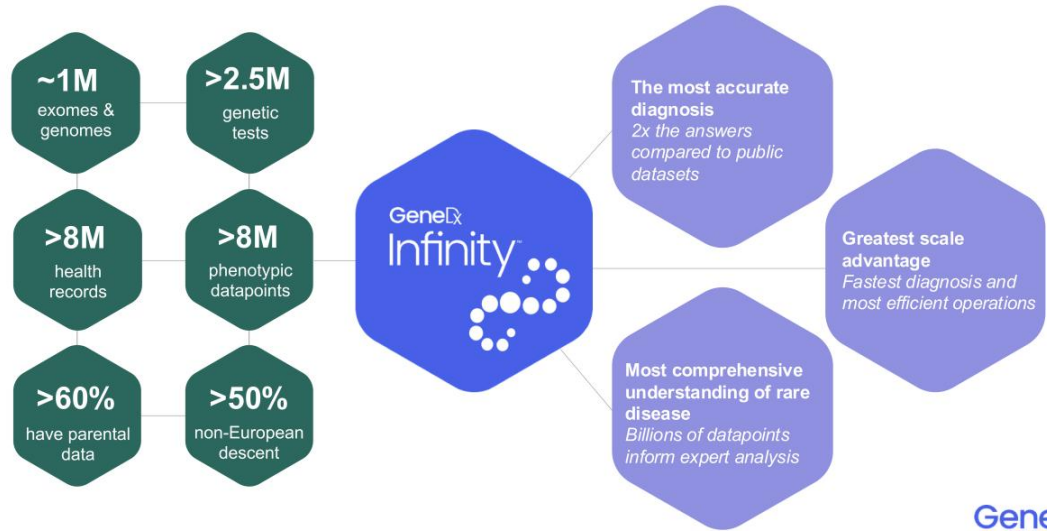 ~1M
exomes &
genomes
>2.5M
genetic
tests
>8M
health
records
>8M
phenotypic
datapoints
>60%
have parental
data
>50%
non-European
descent
GeneDx
Infinity™
The most accurate
diagnosis
2x the answers
compared to public
datasets
Greatest scale
advantage
Fastest diagnosis and
most efficient operations
Most comprehensive
understanding of rare
disease
Billions of datapoints
inform expert analysis
Gene